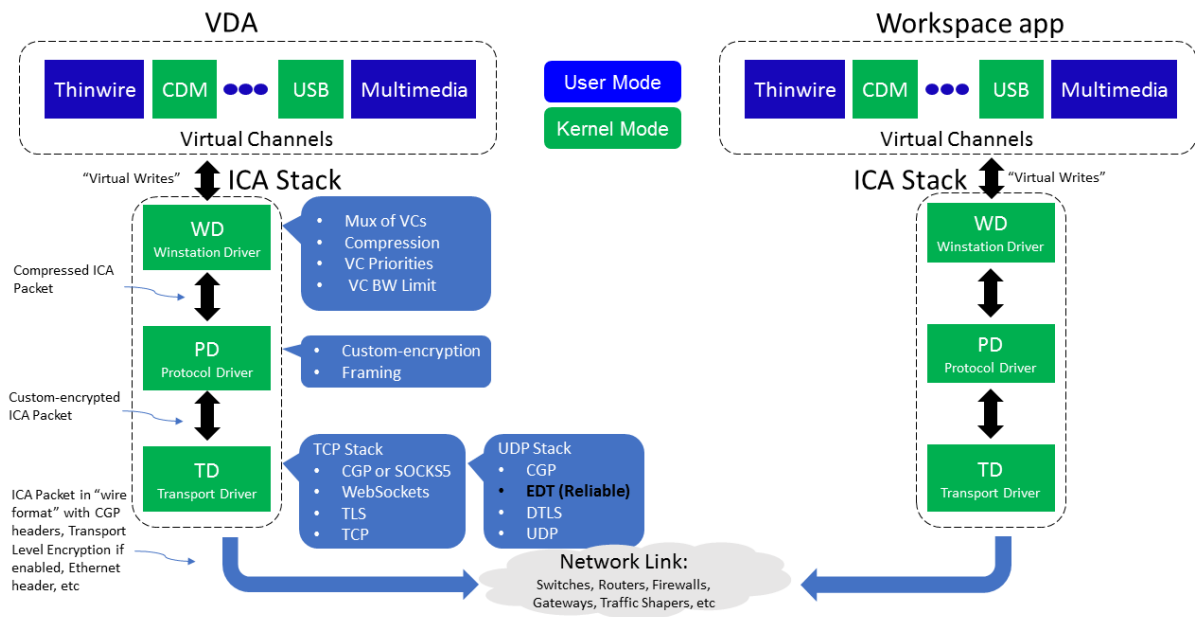 VDA
Workspace app
Thinwire
CDM
USB
Multimedia
Virtual Channels
User Mode
Kernel Mode
Thinwire
CDM
USB
Multimedia
Virtual Channels
“Virtual Writes”
ICA Stack
ICA Stack
“Virtual Writes”
WD
Winstation Driver
• Mux of VCs
• Compression
• VC Priorities
• VC BW Limit
Compressed ICA
Packet
PD
Protocol Driver
• Custom-encryption
• Framing
Custom-encrypted
ICA Packet
TD
Transport Driver
TCP Stack
• CGP or SOCKS5
• WebSockets
• TLS
• TCP
UDP Stack
• CGP
• EDT (Reliable)
• DTLS
• UDP
ICA Packet in “wire
format” with CGP
headers, Transport
Level Encryption if
enabled, Ethernet
header, etc
Network Link:
Switches, Routers, Firewalls,
Gateways, Traffic Shapers, etc
WD
Winstation Driver
PD
Protocol Driver
TD
Transport Driver